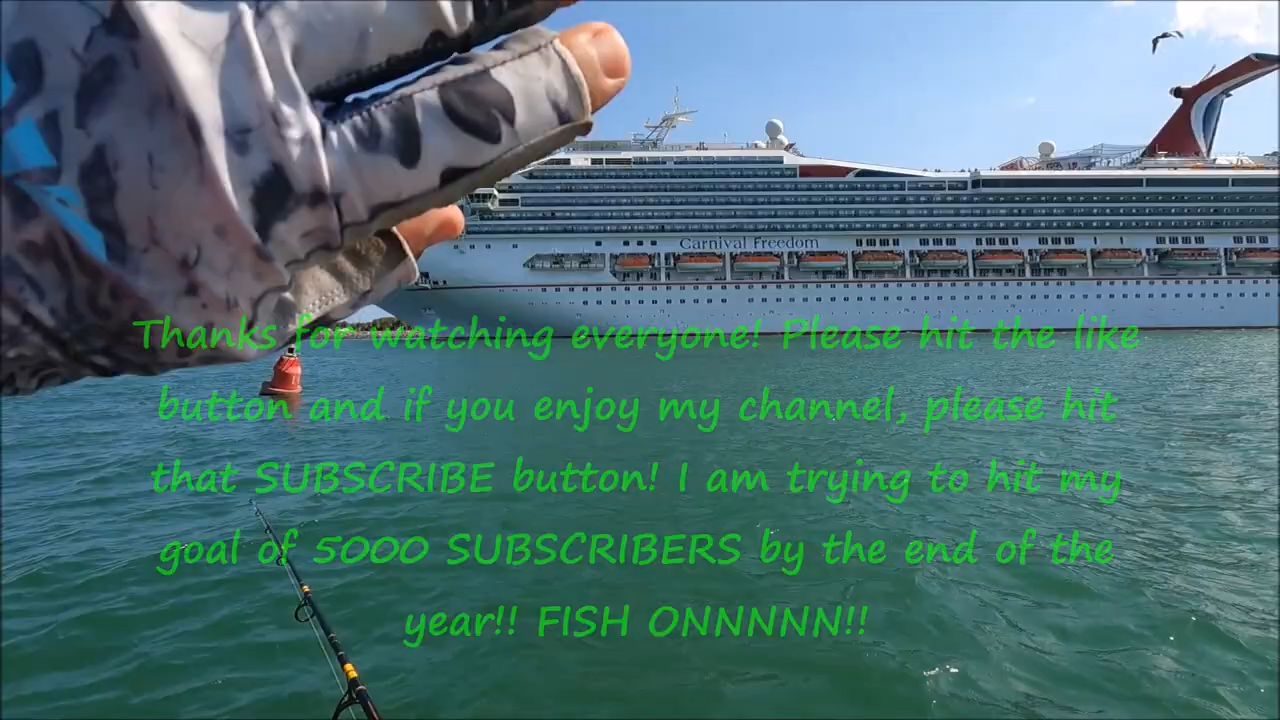 Carnival Freedom
Thanks for watching everyone! Please hit the like
button and if you enjoy my channel, please hit
that SUBSCRIBE button! I am trying to hit my
goal of 5000 SUBSCRIBERS by the end of the
year!! FISH ONNNNN!!